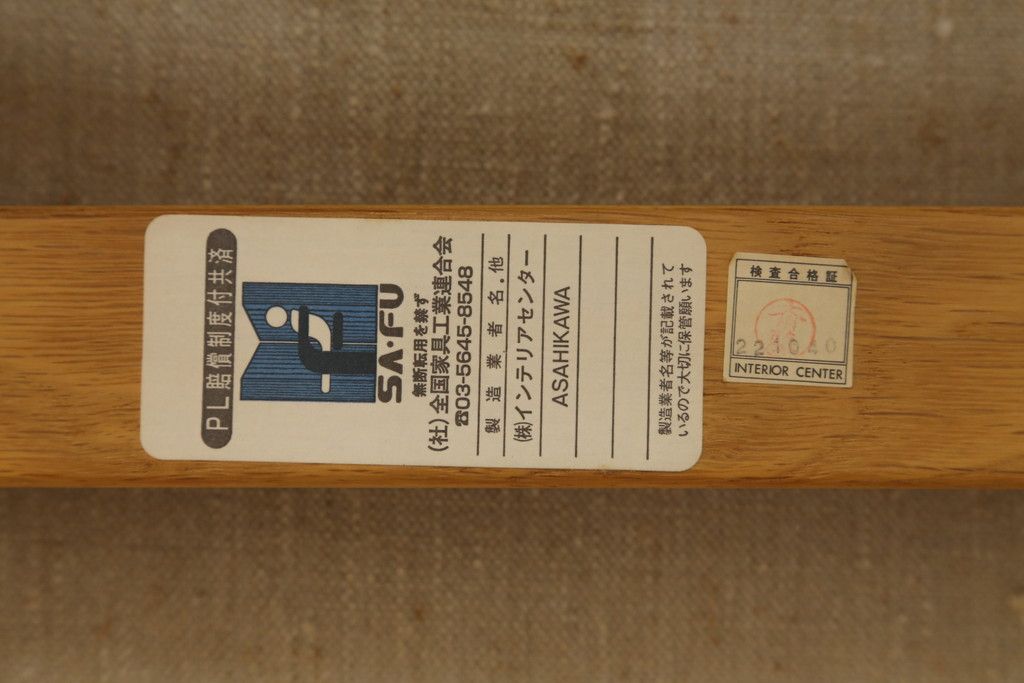 PL賠償制度付共済
SA・FU
無断転用を禁ず
(社)全国家具工業連合会
☎03-5645-8548
製造業者名.他
(株)インテリアセンター
ASAHIKAWA
製造業者名等が記載されて
いるので大切に保管願います
検査合格証
INTERIOR CENTER